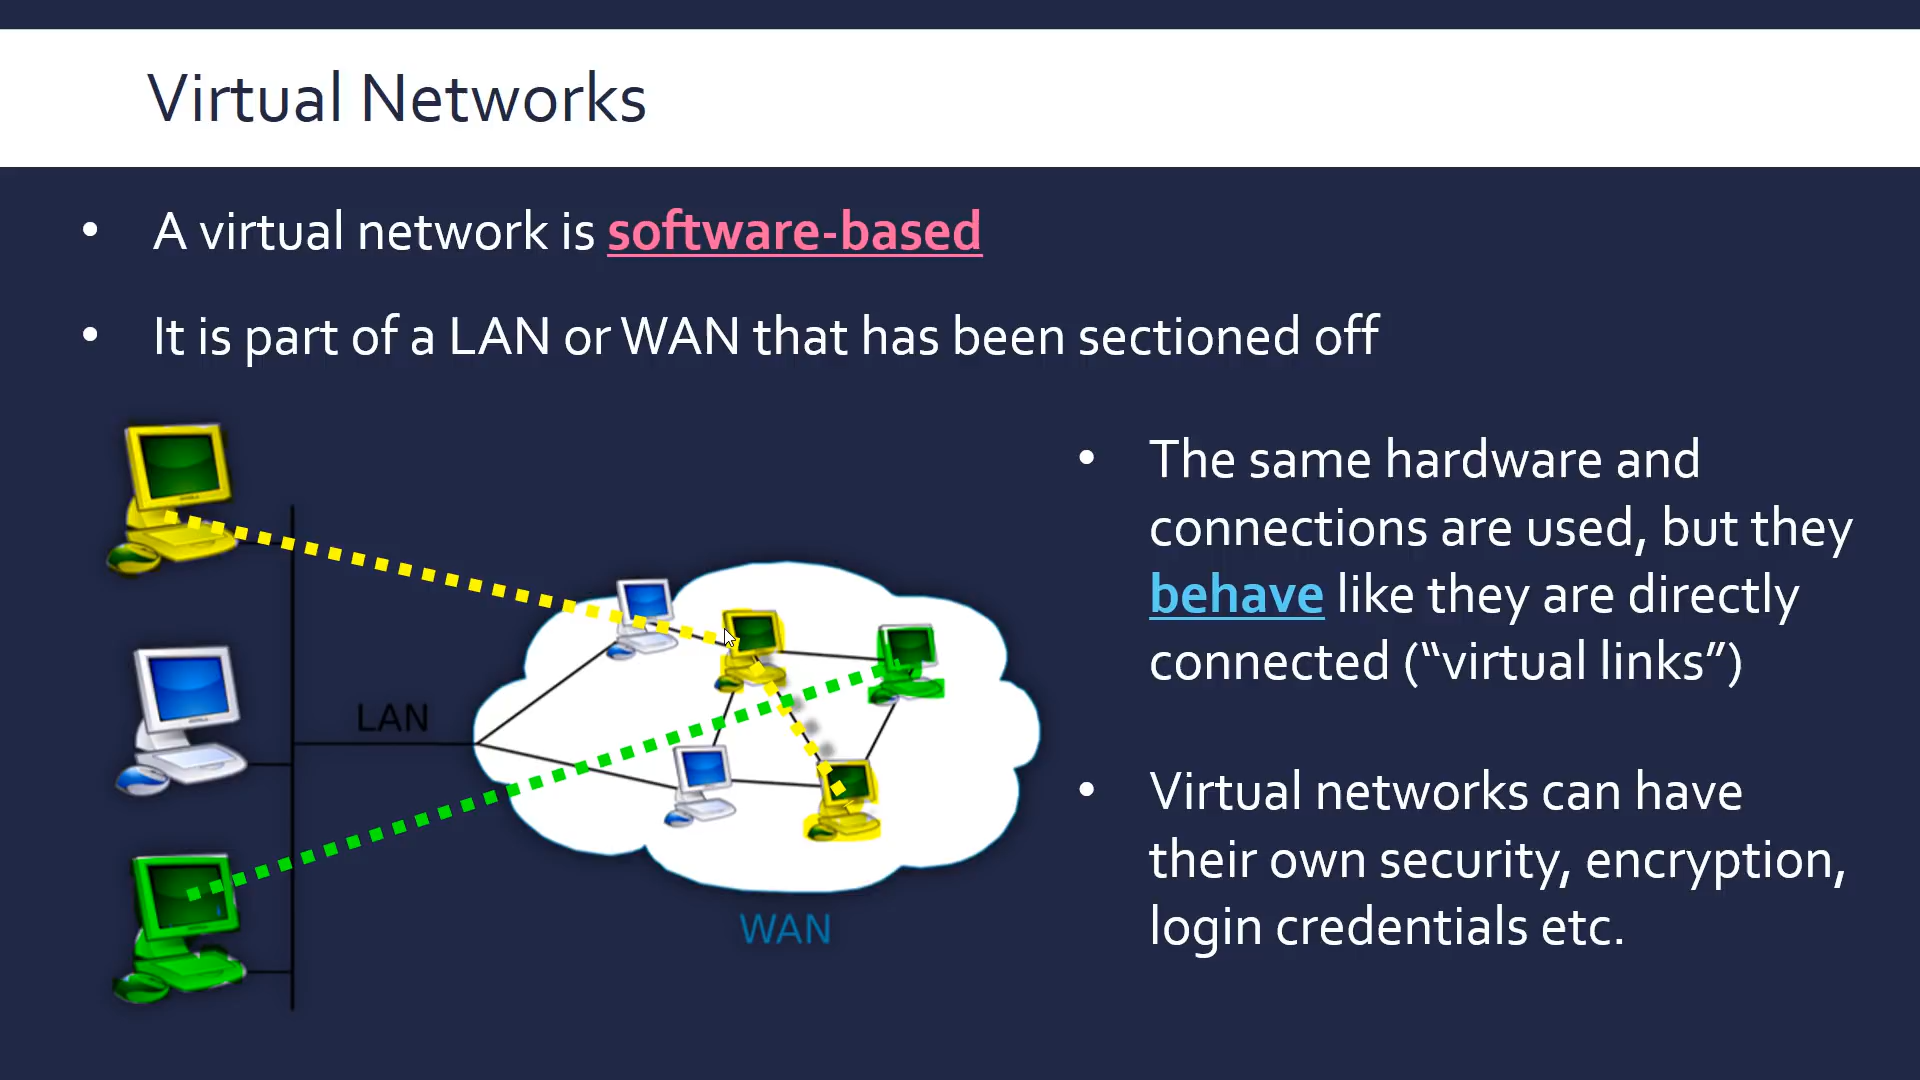 Virtual Networks
• A virtual network is software-based
• It is part of a LAN or WAN that has been sectioned off
• The same hardware and
connections are used, but they
behave like they are directly
connected (“virtual links”)
• Virtual networks can have
their own security, encryption,
login credentials etc.
LAN
WAN